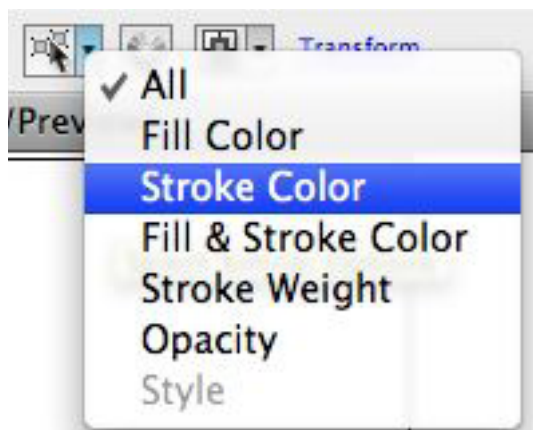 Transform
All
/Prev
Fill Color
Stroke Color
Fill & Stroke Color
Stroke Weight
Opacity
Style